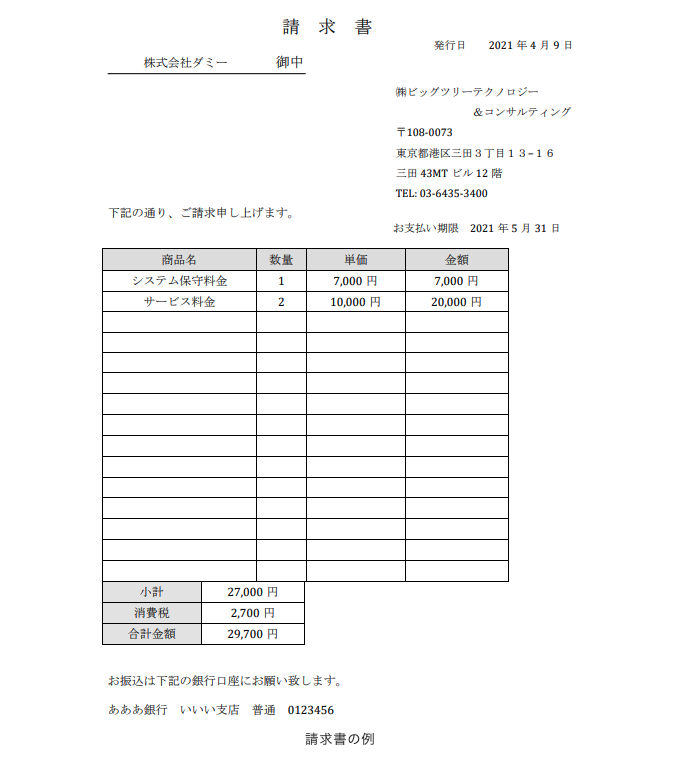 請 求 書
発行日　2021 年 4 月 9 日
株式会社ダミー　御中
㈱ビッグツリーテクノロジー
＆コンサルティング
〒108-0073
東京都港区三田３丁目１３−１６
三田 43MT ビル 12 階
TEL: 03-6435-3400
下記の通り、ご請求申し上げます。
お支払い期限　2021 年 5 月 31 日
商品名　数量　単価　金額
システム保守料金　1　7,000 円　7,000 円
サービス料金　2　10,000 円　20,000 円
小計　27,000 円
消費税　2,700 円
合計金額　29,700 円
お振込は下記の銀行口座にお願い致します。
あああ銀行　いいい支店　普通　0123456
請求書の例